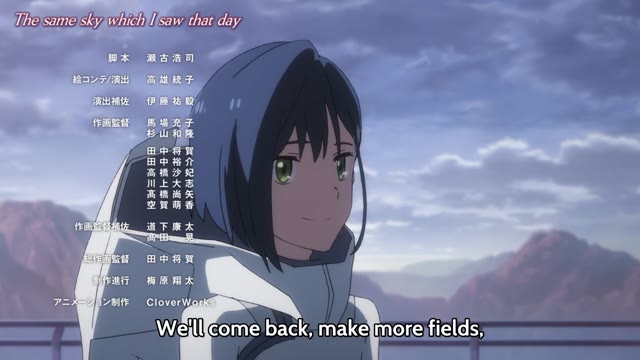 The same sky which I saw that day
脚本 瀬古浩司
絵コンテ/演出 高雄統子
演出補佐 伊藤祐毅
作画監督 馬場充子
杉山和隆
田中将賀
田中裕介
高橋沙妃
川上大志
髙橋尚矢
空賀萌香
作画監督補佐 道下康太
髙田晃
総作画監督 田中将賀
制作進行 梅原翔太
アニメーション制作 CloverWorks
We'll come back, make more fields,